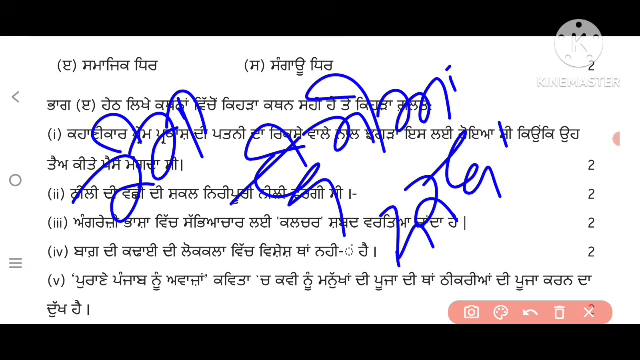 (ੲ) ਸਮਾਜਿਕ ਧਿਰ (ਸ) ਸੰਗਾਊ ਧਿਰ 2
KINEMASTER
ਭਾਗ (ੲ) ਹੇਠ ਲਿਖੇ ਕਥਨਾਂ ਵਿੱਚੋਂ ਕਿਹੜਾ ਕਥਨ ਸਹੀ ਹੈ ਤੇ ਕਿਹੜਾ ਗਲਤ:
(i) ਕਹਾਣੀਕਾਰ ਪ੍ਰੇਮ ਪ੍ਰਕਾਸ਼ ਦੀ ਪਤਨੀ ਦਾ ਰਿਕਸ਼ੇ ਵਾਲੇ ਨਾਲ ਝਗੜਾ ਇਸ ਲਈ ਹੋਇਆ ਸੀ ਕਿਉਂਕਿ ਉਹ
ਤੈਅ ਕੀਤੇ ਪੈਸੇ ਮੰਗਦਾ ਸੀ। 2
(ii) ਨੀਲੀ ਦੀ ਵੱਛੀ ਦੀ ਸ਼ਕਲ ਨਿਰੀਪੁਰੀ ਨੀਲੀ ਵਰਗੀ ਸੀ ।- 2
(iii) ਅੰਗਰੇਜ਼ੀ ਭਾਸ਼ਾ ਵਿੱਚ ਸੱਭਿਆਚਾਰ ਲਈ 'ਕਲਚਰ' ਸ਼ਬਦ ਵਰਤਿਆ ਜਾਂਦਾ ਹੈ | 2
(iv) ਬਾਗ਼ ਦੀ ਕਢਾਈ ਦੀ ਲੋਕਕਲਾ ਵਿੱਚ ਵਿਸ਼ੇਸ਼ ਥਾਂ ਨਹੀ-ਂ ਹੈ । 2
(v) 'ਪੁਰਾਣੇ ਪੰਜਾਬ ਨੂੰ ਅਵਾਜ਼ਾਂ' ਕਵਿਤਾ 'ਚ ਕਵੀ ਨੂੰ ਮਨੁੱਖਾਂ ਦੀ ਪੂਜਾ ਦੀ ਥਾਂ ਠੀਕਰੀਆਂ ਦੀ ਪੂਜਾ ਕਰਨ ਦਾ
ਦੁੱਖ ਹੈ । 2